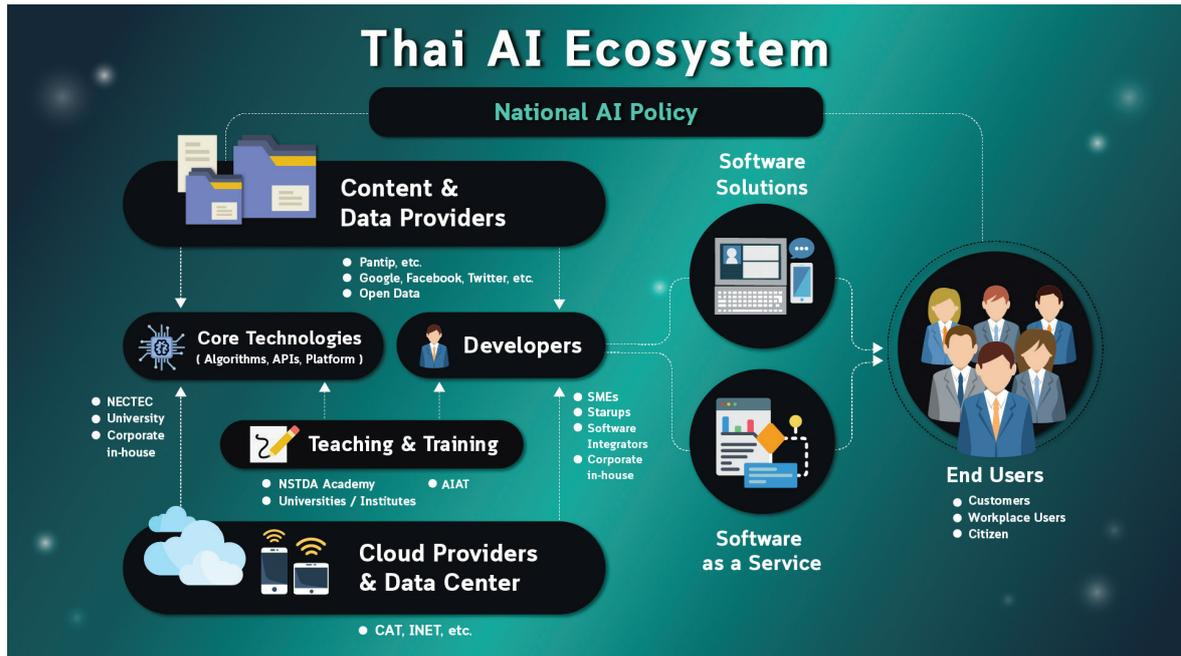 Thai AI Ecosystem
National AI Policy
Content &
Data Providers
Pantip, etc.
Google, Facebook, Twitter, etc.
Open Data
Core Technologies
( Algorithms, APIs, Platform )
Developers
NECTEC
University
Corporate
in-house
SMEs
Starups
Software
Integrators
Corporate
in-house
Teaching & Training
NSTDA Academy
AIAT
Universities / Institutes
Cloud Providers
& Data Center
CAT, INET, etc.
Software
Solutions
Software
as a Service
End Users
Customers
Workplace Users
Citizen